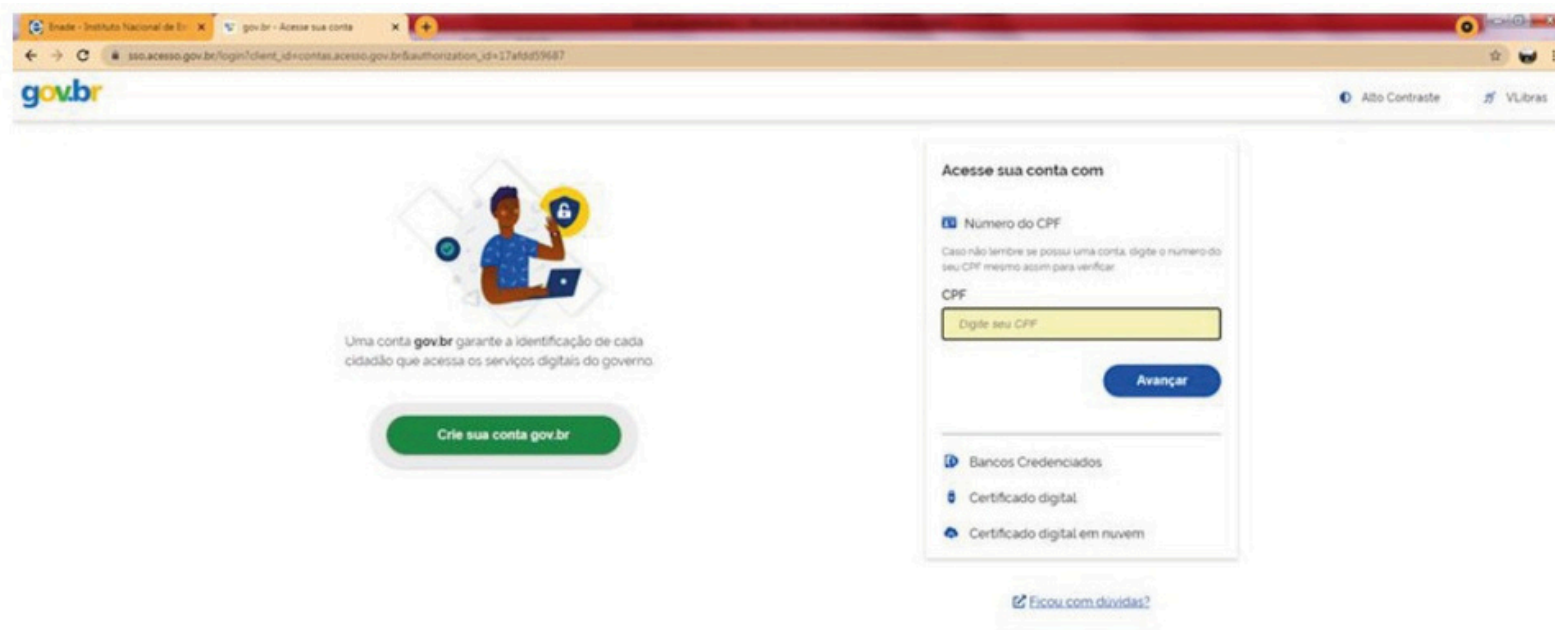 Enade - Instituto Nacional de Es
gov.br - Acesse sua conta
sso.acesso.gov.br/login?client_id=contas.acesso.gov.br&authorization_id=17afdd59687
gov.br
Alto Contraste
VLibras
Uma conta gov.br garante a identificação de cada
cidadão que acessa os serviços digitais do governo.
Crie sua conta gov.br
Acesse sua conta com
Número do CPF
Caso não lembre se possui uma conta, digite o número do
seu CPF mesmo assim para verificar.
CPF
Digite seu CPF
Avançar
Bancos Credenciados
Certificado digital
Certificado digital em nuvem
Ficou com dúvidas?